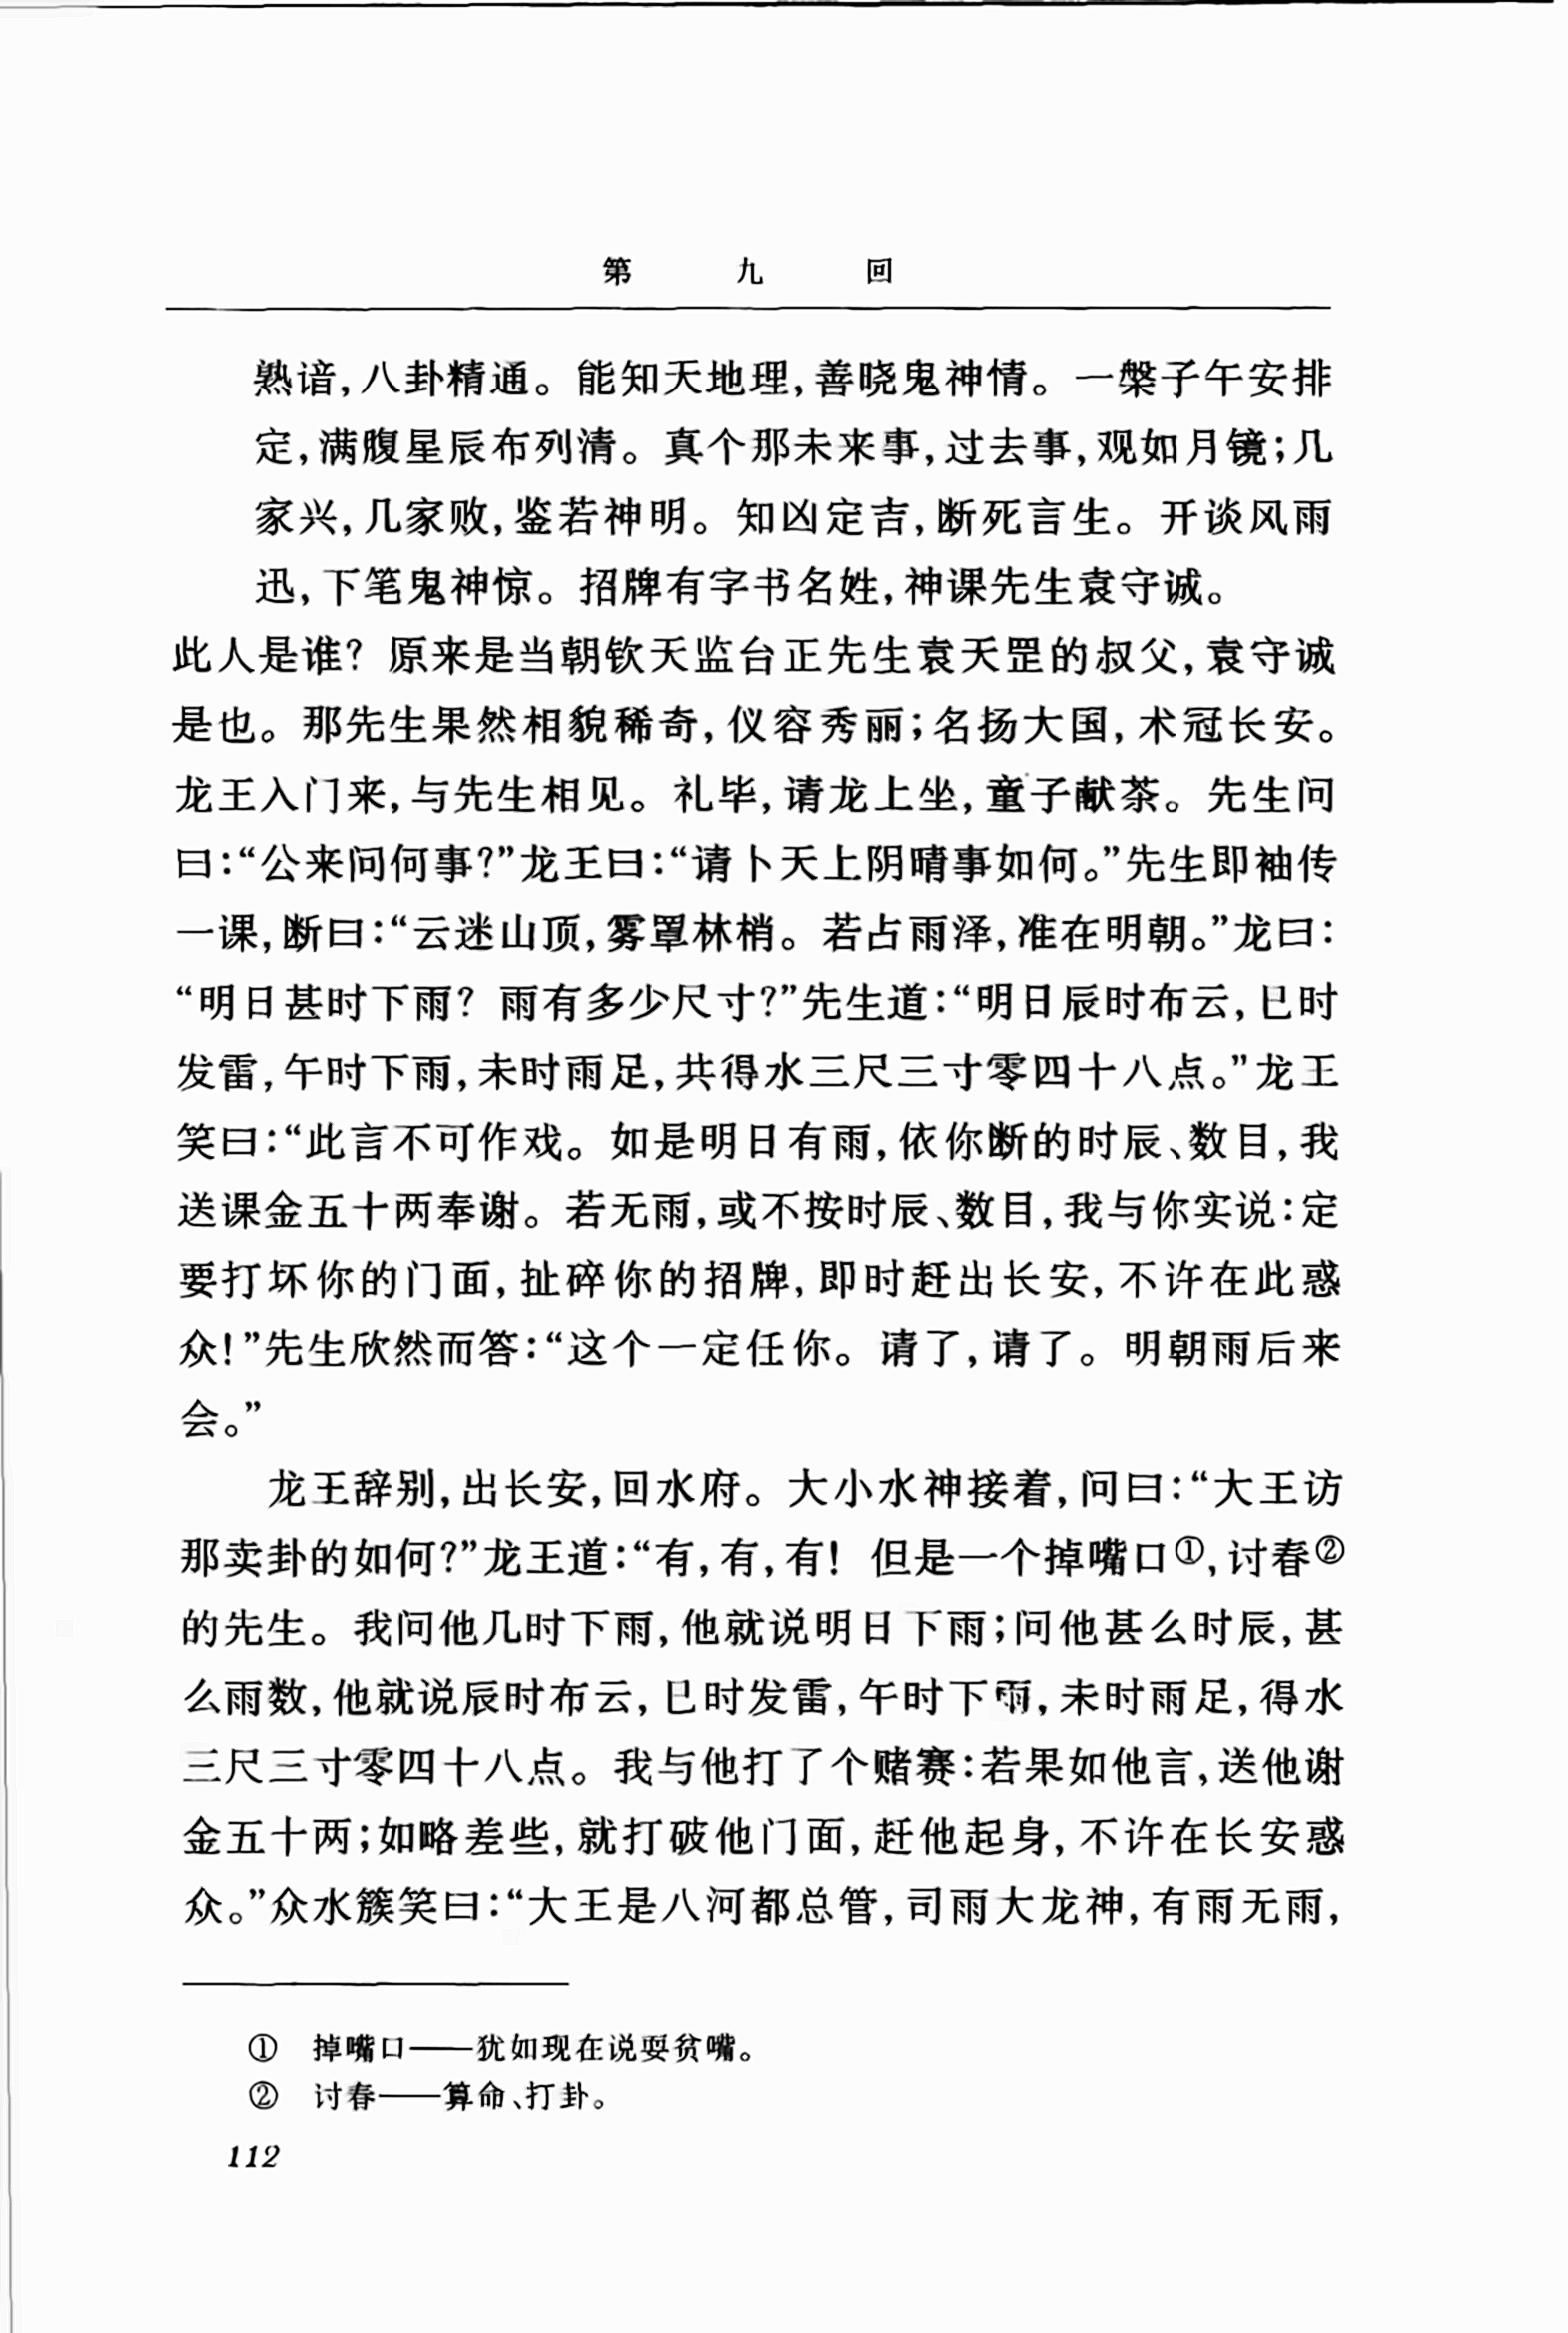 第九回
熟谙,八卦精通。能知天地理,善晓鬼神情。一槃子午安排
定,满腹星辰布列清。真个那未来事,过去事,观如月镜;几
家兴,几家败,鉴若神明。知凶定吉,断死言生。开谈风雨
迅,下笔鬼神惊。招牌有字书名姓,神课先生袁守诚。
此人是谁？原来是当朝钦天监台正先生袁天罡的叔父,袁守诚
是也。那先生果然相貌稀奇,仪容秀丽;名扬大国,术冠长安。
龙王入门来,与先生相见。礼毕,请龙上坐,童子献茶。先生问
曰:“公来问何事?”龙王曰:“请卜天上阴晴事如何。”先生即袖传
一课,断曰:“云迷山顶,雾罩林梢。若占雨泽,准在明朝。”龙曰:
“明日甚时下雨？雨有多少尺寸?”先生道:“明日辰时布云,巳时
发雷,午时下雨,未时雨足,共得水三尺三寸零四十八点。”龙王
笑曰:“此言不可作戏。如是明日有雨,依你断的时辰、数目,我
送课金五十两奉谢。若无雨,或不按时辰、数目,我与你实说:定
要打坏你的门面,扯碎你的招牌,即时赶出长安,不许在此惑
众!”先生欣然而答:“这个一定任你。请了,请了。明朝雨后来
会。”
龙王辞别,出长安,回水府。大小水神接着,问曰:“大王访
那卖卦的如何?”龙王道:“有,有,有！但是一个掉嘴口①,讨春②
的先生。我问他几时下雨,他就说明日下雨;问他甚么时辰,甚
么雨数,他就说辰时布云,巳时发雷,午时下雨,未时雨足,得水
三尺三寸零四十八点。我与他打了个赌赛:若果如他言,送他谢
金五十两;如略差些,就打破他门面,赶他起身,不许在长安惑
众。”众水簇笑曰:“大王是八河都总管,司雨大龙神,有雨无雨,
① 掉嘴口——犹如现在说耍贫嘴。
② 讨春——算命、打卦。
112